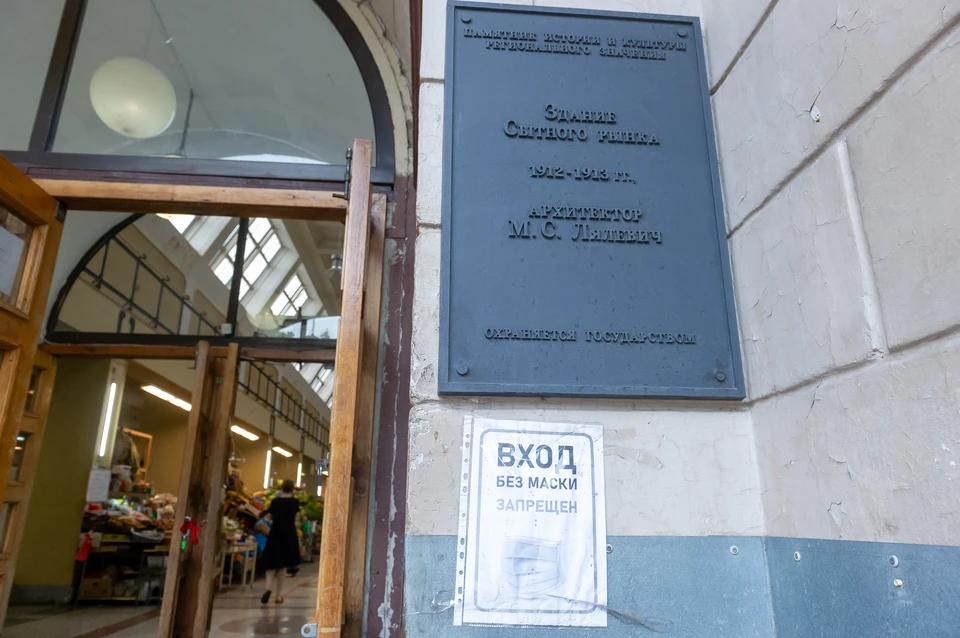 Памятник истории и культуры
регионального значения
Здание
Сытного рынка
1912-1913 гг.,
архитектор
М. С. Лялевич
охраняется государством
ВХОД
БЕЗ МАСКИ
ЗАПРЕЩЕН